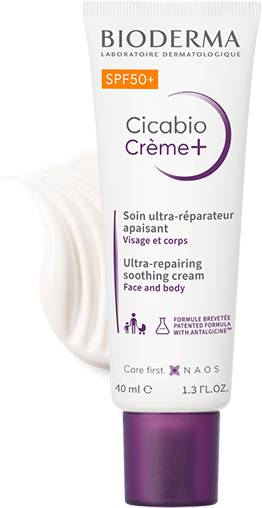 BIODERMA
LABORATOIRE DERMATOLOGIQUE
SPF50+
Cicabio
Crème+
Soin ultra-réparateur
apaisant
Visage et corps
Ultra-repairing
soothing cream
Face and body
FORMULE BREVETÉE
PATENTED FORMULA
WITH ANTALGICINE™
Care first. NAOS
40 ml e 1.3 FL.OZ.